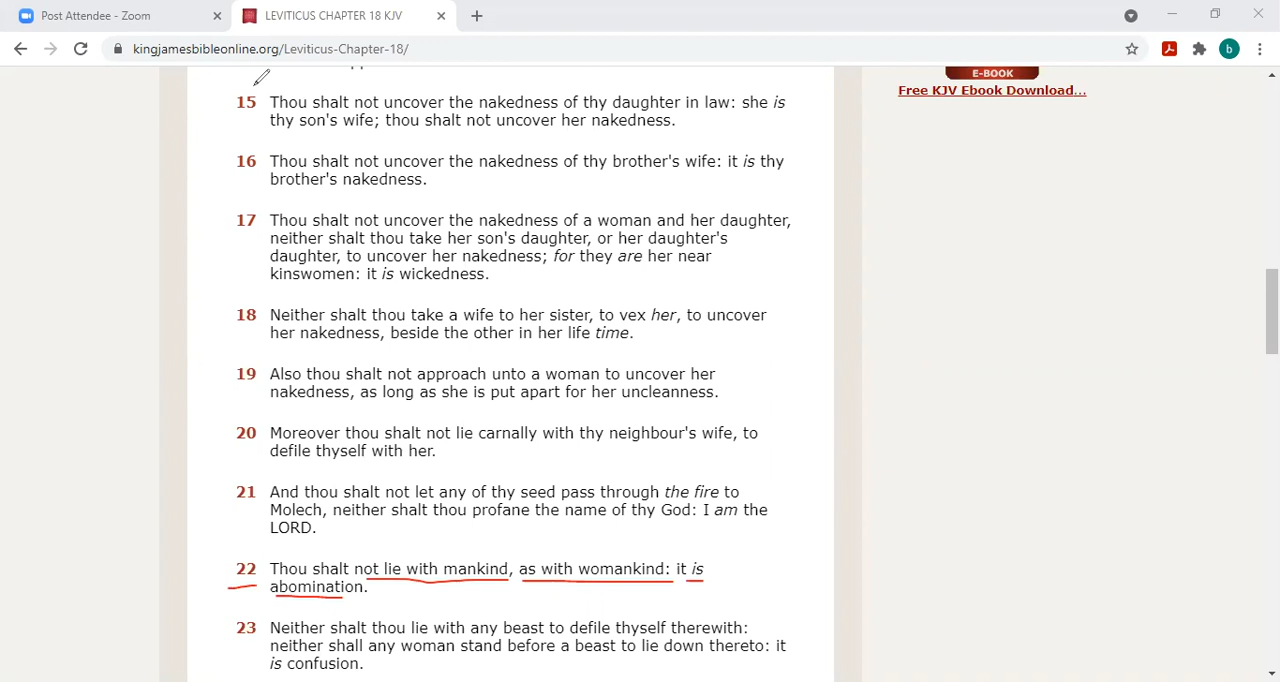 Post Attendee - Zoom
LEVITICUS CHAPTER 18 KJV
kingjamesbibleonline.org/Leviticus-Chapter-18/
b
E-BOOK
Free KJV Ebook Download...
15 Thou shalt not uncover the nakedness of thy daughter in law: she is
thy son's wife; thou shalt not uncover her nakedness.
16 Thou shalt not uncover the nakedness of thy brother's wife: it is thy
brother's nakedness.
17 Thou shalt not uncover the nakedness of a woman and her daughter,
neither shalt thou take her son's daughter, or her daughter's
daughter, to uncover her nakedness; for they are her near
kinswomen: it is wickedness.
18 Neither shalt thou take a wife to her sister, to vex her, to uncover
her nakedness, beside the other in her life time.
19 Also thou shalt not approach unto a woman to uncover her
nakedness, as long as she is put apart for her uncleanness.
20 Moreover thou shalt not lie carnally with thy neighbour's wife, to
defile thyself with her.
21 And thou shalt not let any of thy seed pass through the fire to
Molech, neither shalt thou profane the name of thy God: I am the
LORD.
22 Thou shalt not lie with mankind, as with womankind: it is
abomination.
23 Neither shalt thou lie with any beast to defile thyself therewith:
neither shall any woman stand before a beast to lie down thereto: it
is confusion.